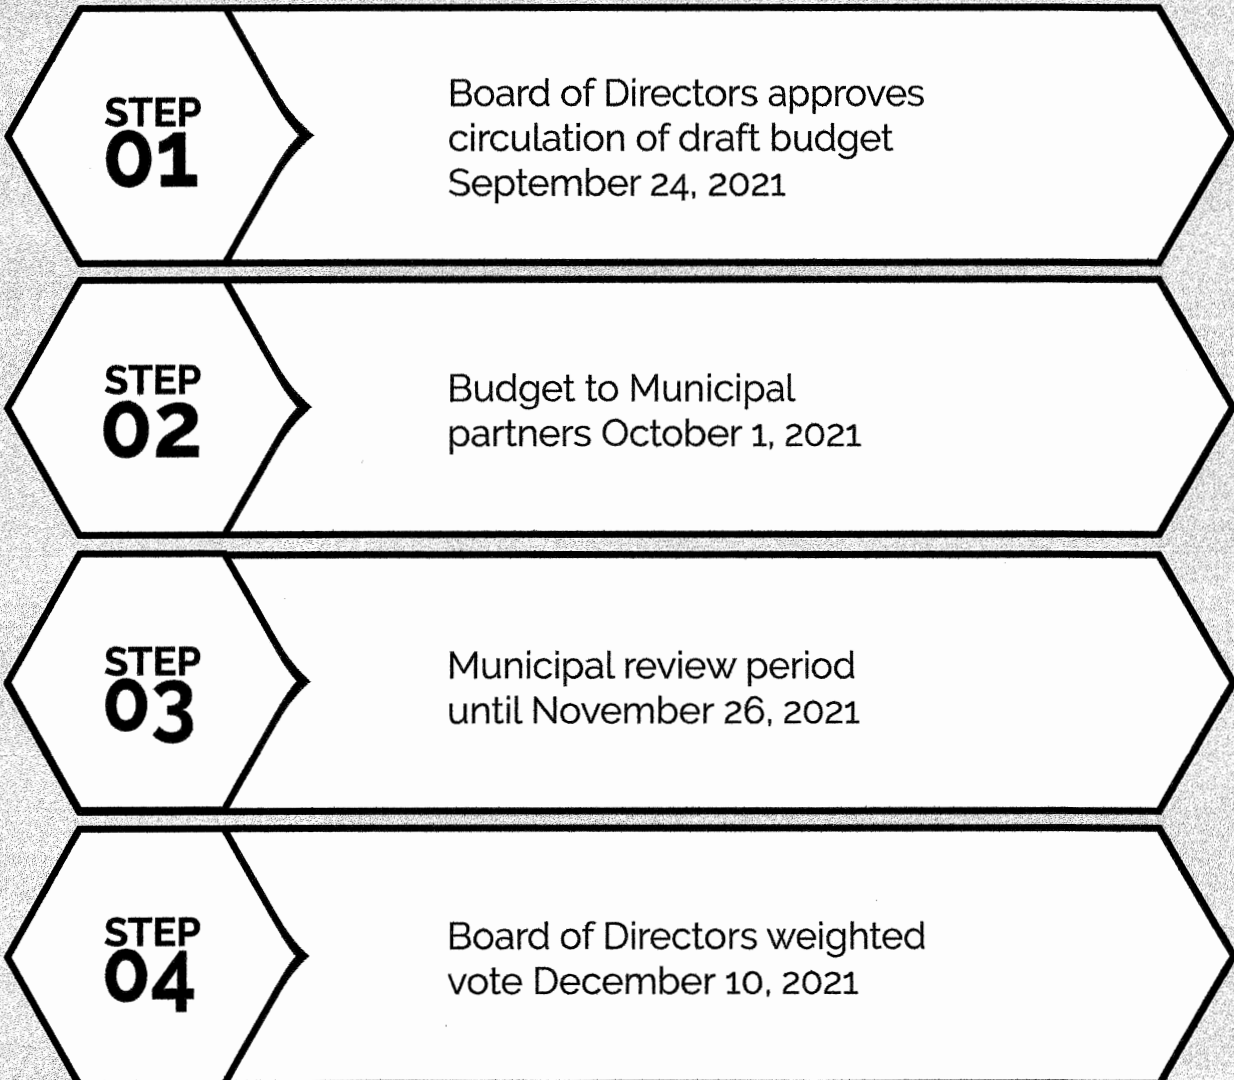 STEP
01
Board of Directors approves
circulation of draft budget
September 24, 2021
STEP
02
Budget to Municipal
partners October 1, 2021
STEP
03
Municipal review period
until November 26, 2021
STEP
04
Board of Directors weighted
vote December 10, 2021